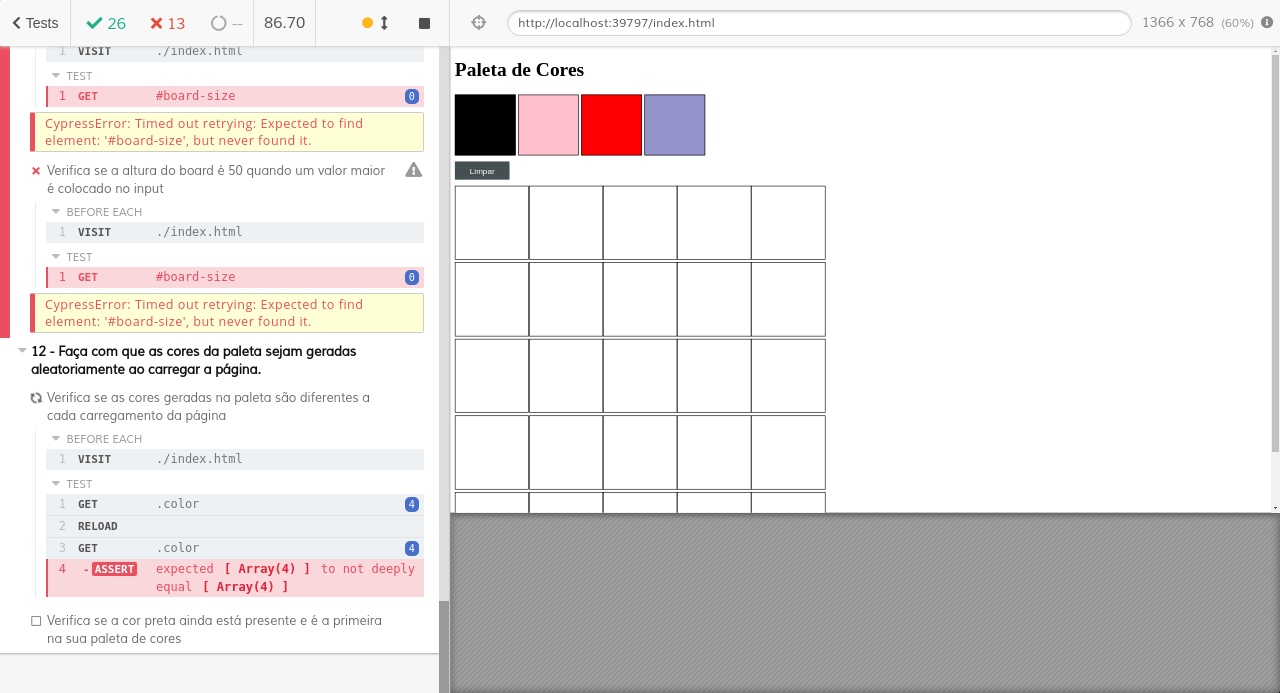 Tests 26 13 -- 86.70 http://localhost:39797/index.html 1366 x 768 (60%)
1 VISIT ./index.html
TEST
1 GET #board-size 0
CypressError: Timed out retrying: Expected to find
element: '#board-size', but never found it.
Verifica se a altura do board é 50 quando um valor maior
é colocado no input
BEFORE EACH
1 VISIT ./index.html
TEST
1 GET #board-size 0
CypressError: Timed out retrying: Expected to find
element: '#board-size', but never found it.
12 - Faça com que as cores da paleta sejam geradas
aleatoriamente ao carregar a página.
Verifica se as cores geradas na paleta são diferentes a
cada carregamento da página
BEFORE EACH
1 VISIT ./index.html
TEST
1 GET .color 4
2 RELOAD
3 GET .color 4
4 -ASSERT expected [ Array(4) ] to not deeply
equal [ Array(4) ]
Verifica se a cor preta ainda está presente e é a primeira
na sua paleta de cores
Paleta de Cores
Limpar